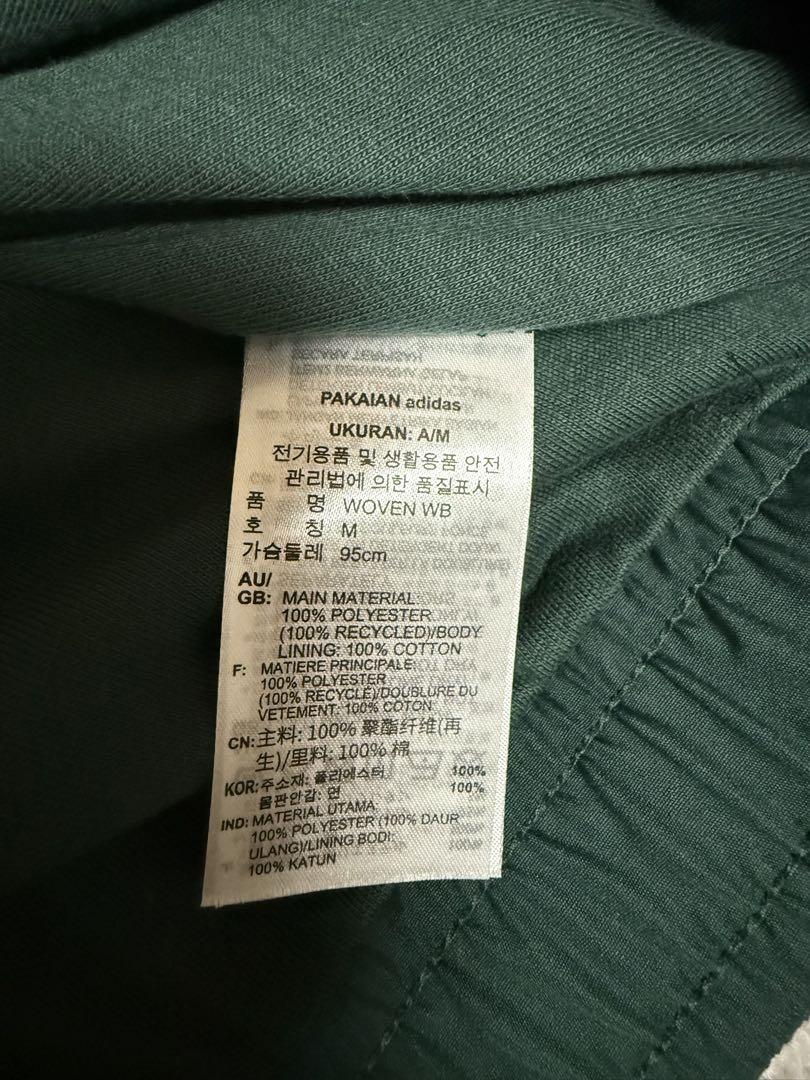 PAKAIAN adidas
UKURAN: A/M
전기용품 및 생활용품 안전
관리법에 의한 품질표시
품 명 WOVEN WB
호 칭 M
가슴둘레 95cm
AU/
GB: MAIN MATERIAL:
100% POLYESTER
(100% RECYCLED)/BODY
LINING: 100% COTTON
F: MATIERE PRINCIPALE:
100% POLYESTER
(100% RECYCLÉ)/DOUBLURE DU
VETEMENT: 100% COTON
CN: 主料: 100% 聚酯纤维(再
生)/里料: 100% 棉
KOR: 주소재: 폴리에스터 100%
몸판안감: 면 100%
IND: MATERIAL UTAMA:
100% POLYESTER (100% DAUR
ULANG)/LINING BODI:
100% KATUN